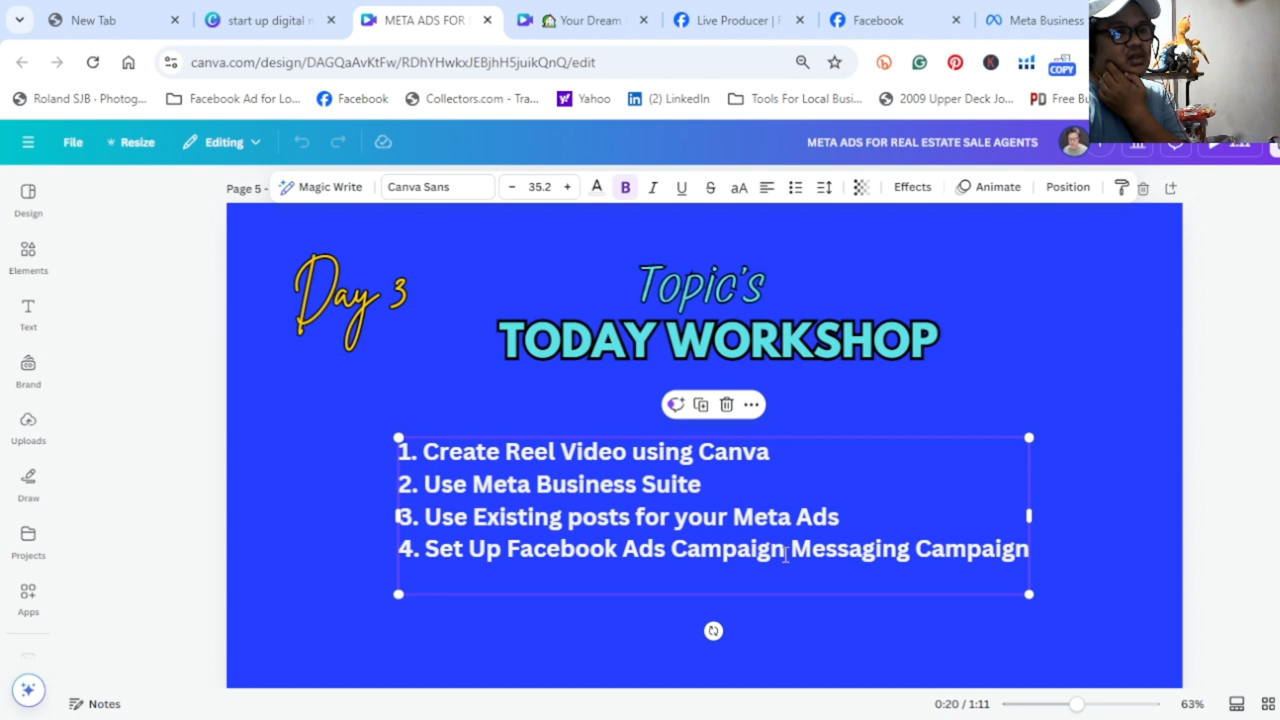 New Tab
start up digital m
META ADS FOR
Your Dream
Live Producer | F
Facebook
Meta Business
canva.com/design/DAGQaAvKtFw/RDhYHwkxJEBjhH5juikQnQ/edit
COPY
Roland SJB · Photog...
Facebook Ad for Lo...
Facebook
Collectors.com - Tra...
Yahoo
(2) LinkedIn
Tools For Local Busi...
2009 Upper Deck Jo...
PD Free Bu
File
Resize
Editing
META ADS FOR REAL ESTATE SALE AGENTS
1:11
Page 5 -
Magic Write
Canva Sans
– 35.2 +
A B I U S aA
Effects
Animate
Position
Design
Elements
Text
Brand
Uploads
Draw
Projects
Apps
Day 3
Topic's
TODAY WORKSHOP
1. Create Reel Video using Canva
2. Use Meta Business Suite
3. Use Existing posts for your Meta Ads
4. Set Up Facebook Ads Campaign Messaging Campaign
Notes
0:20 / 1:11
63%